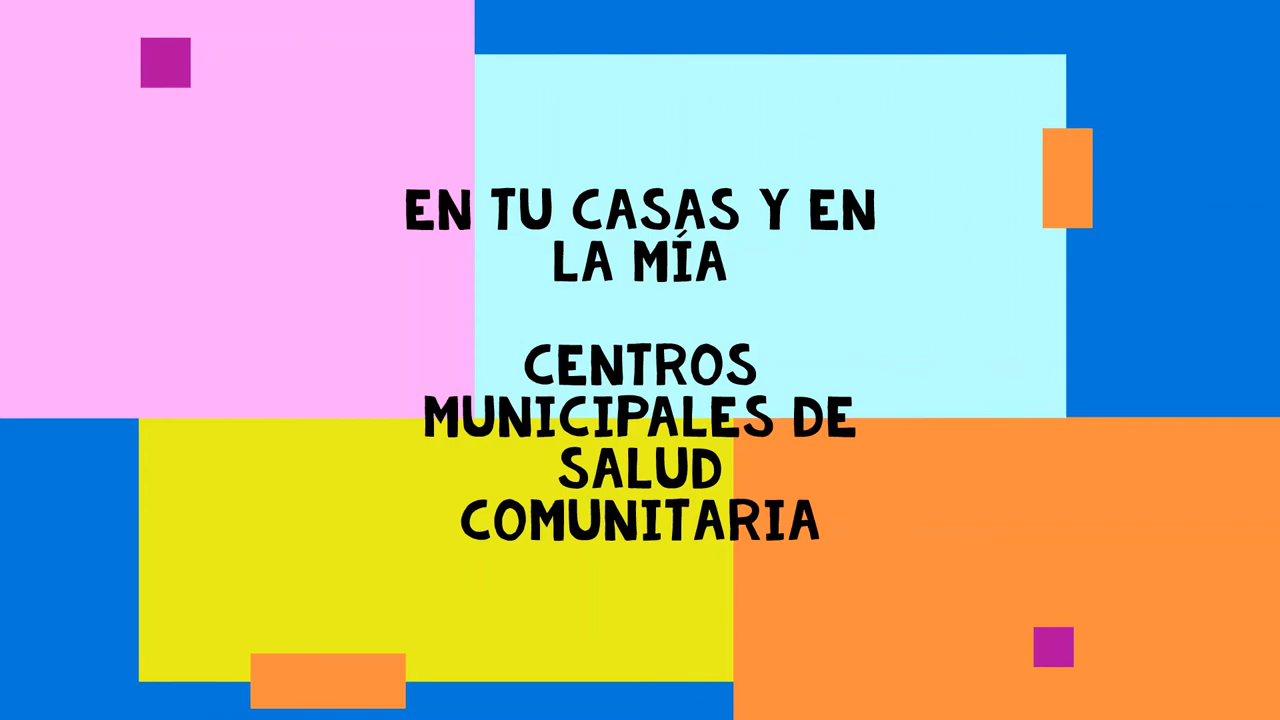 EN TU CASAS Y EN
LA MÍA
CENTROS
MUNICIPALES DE
SALUD
COMUNITARIA